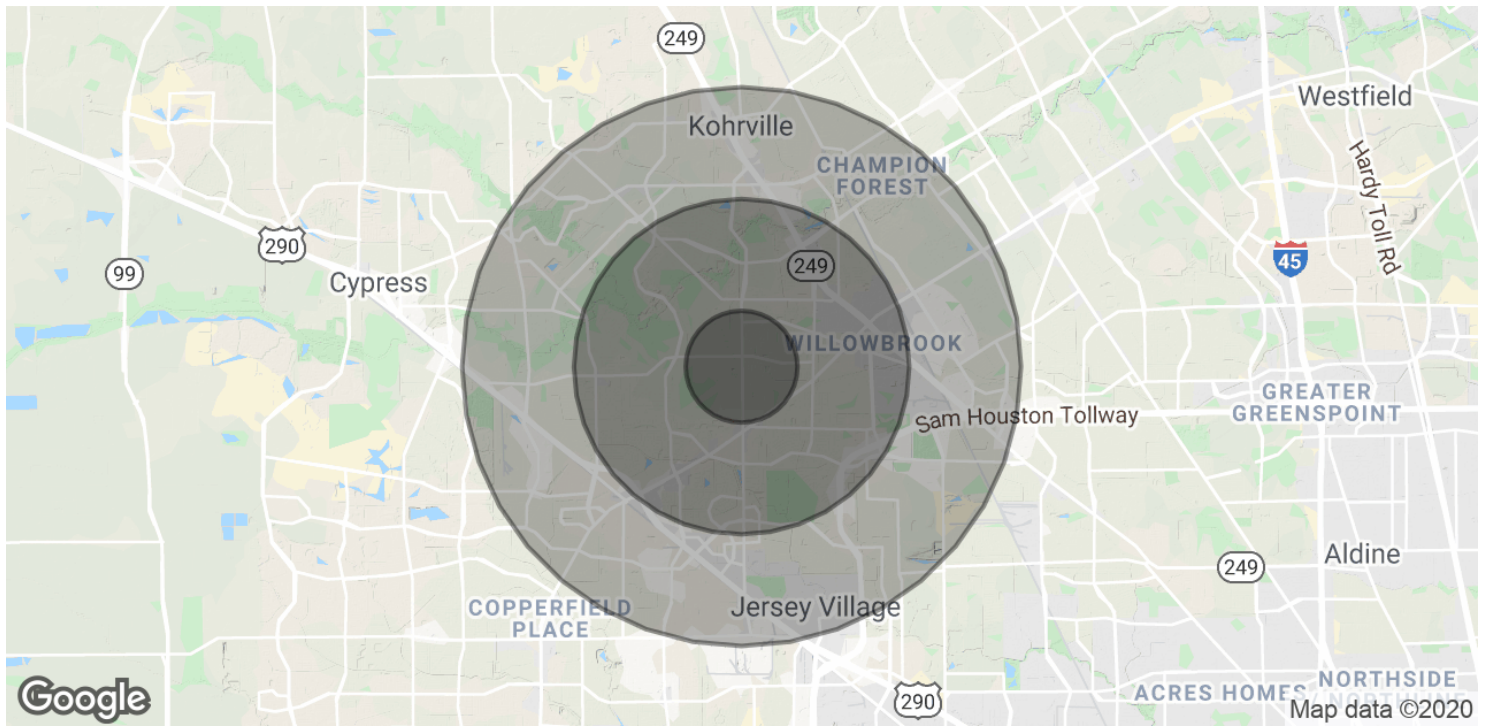 249
Kohrville
Westfield
CHAMPION
FOREST
Hardy Toll Rd
290
249
45
99
Cypress
WILLOWBROOK
GREATER
GREENSPOINT
Sam Houston Tollway
Aldine
249
COPPERFIELD
PLACE
Jersey Village
NORTHSIDE
ACRES HOMES
/ NORTHLINE
290
Google
Map data ©2020